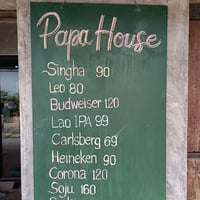 Papa House
Singha 90
Leo 80
Budweiser 120
Lao IPA 99
Carlsberg 69
Heineken 90
Corona 120
Soju 160